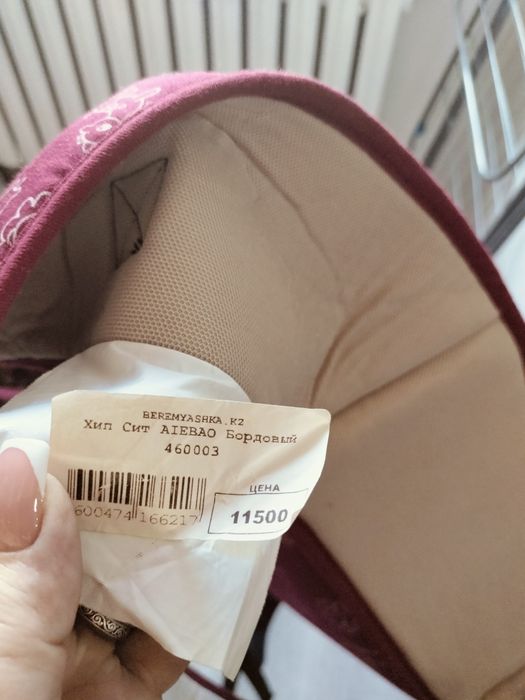 BEREMYASHKA.KZ
Хип Сит AIEBAO Бордовый
460003
ЦЕНА
11500
600474 166217